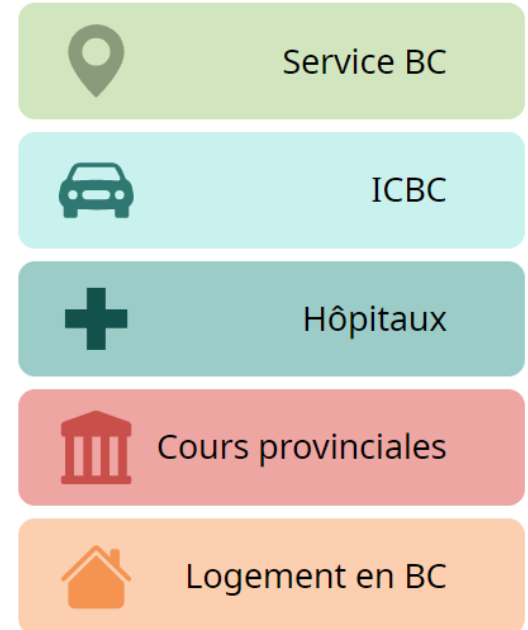 Service BC
ICBC
Hôpitaux
Cours provinciales
Logement en BC